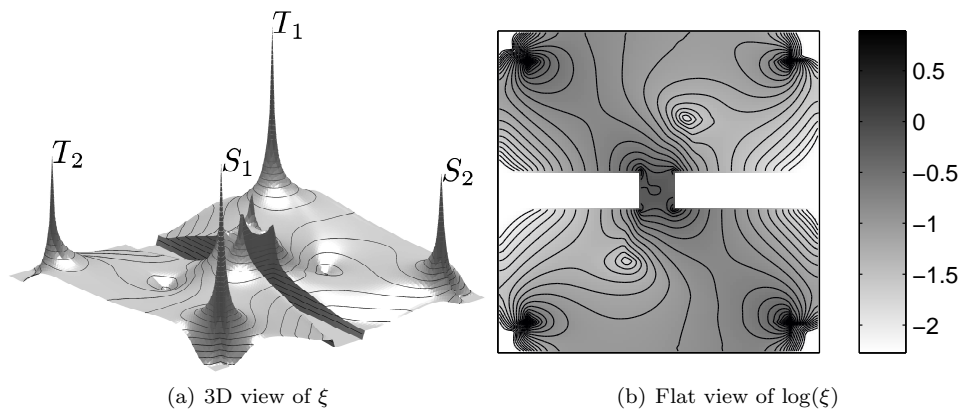 T₁
T₂
S₁
S₂
0.5
0
−0.5
−1
−1.5
−2
(a) 3D view of ξ
(b) Flat view of log(ξ)